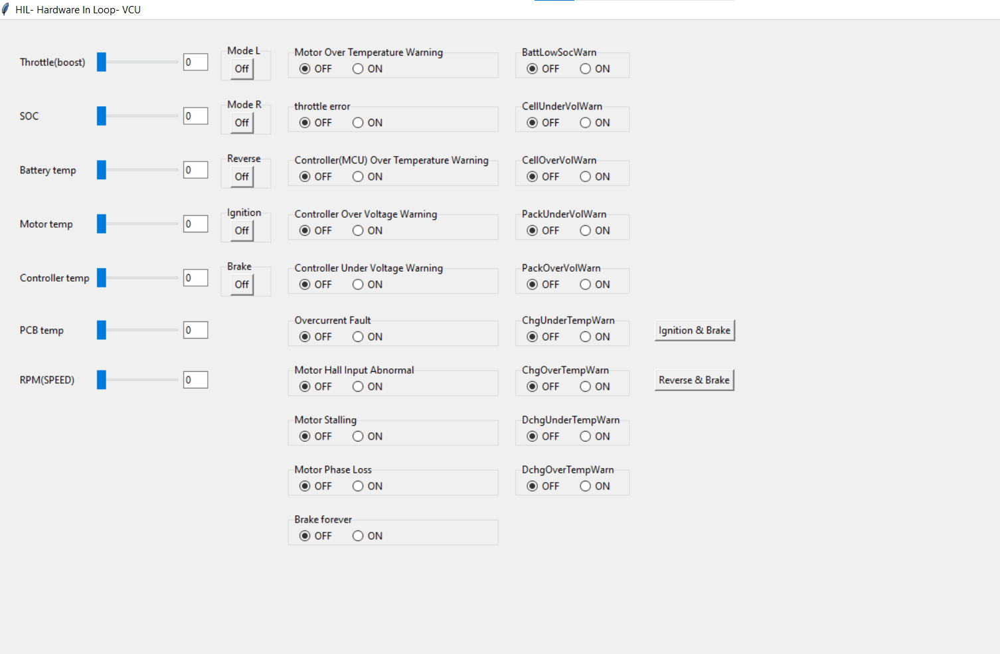 HIL- Hardware In Loop- VCU
Throttle(boost) 0 Mode L Off Motor Over Temperature Warning OFF ON BattLowSocWarn OFF ON
SOC 0 Mode R Off throttle error OFF ON CellUnderVolWarn OFF ON
Battery temp 0 Reverse Off Controller(MCU) Over Temperature Warning OFF ON CellOverVolWarn OFF ON
Motor temp 0 Ignition Off Controller Over Voltage Warning OFF ON PackUnderVolWarn OFF ON
Controller temp 0 Brake Off Controller Under Voltage Warning OFF ON PackOverVolWarn OFF ON
PCB temp 0 Overcurrent Fault OFF ON ChgUnderTempWarn OFF ON Ignition & Brake
RPM(SPEED) 0 Motor Hall Input Abnormal OFF ON ChgOverTempWarn OFF ON Reverse & Brake
Motor Stalling OFF ON DchgUnderTempWarn OFF ON
Motor Phase Loss OFF ON DchgOverTempWarn OFF ON
Brake forever OFF ON